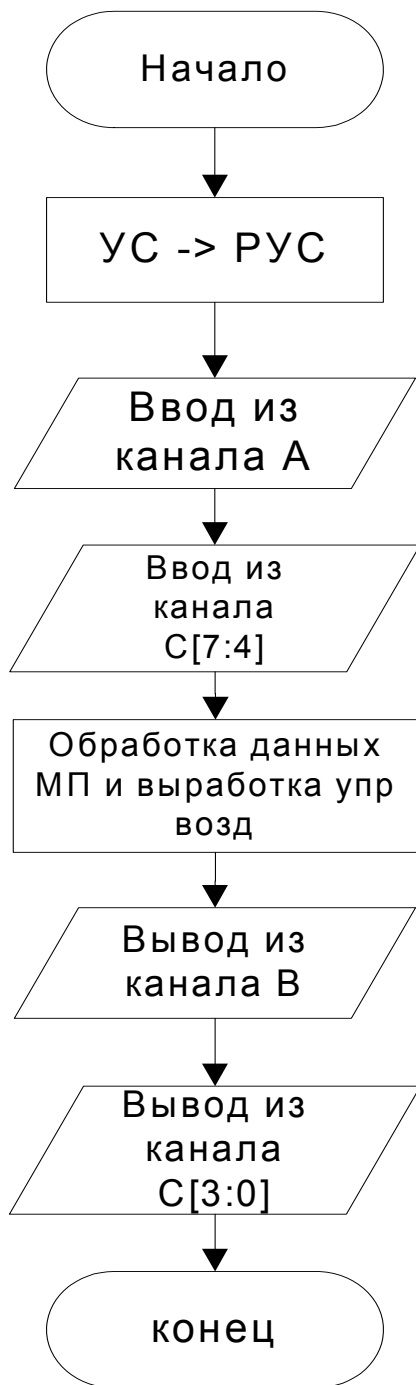 Начало
УС -> РУС
Ввод из
канала А
Ввод из
канала
С[7:4]
Обработка данных
МП и выработка упр
возд
Вывод из
канала В
Вывод из
канала
С[3:0]
конец